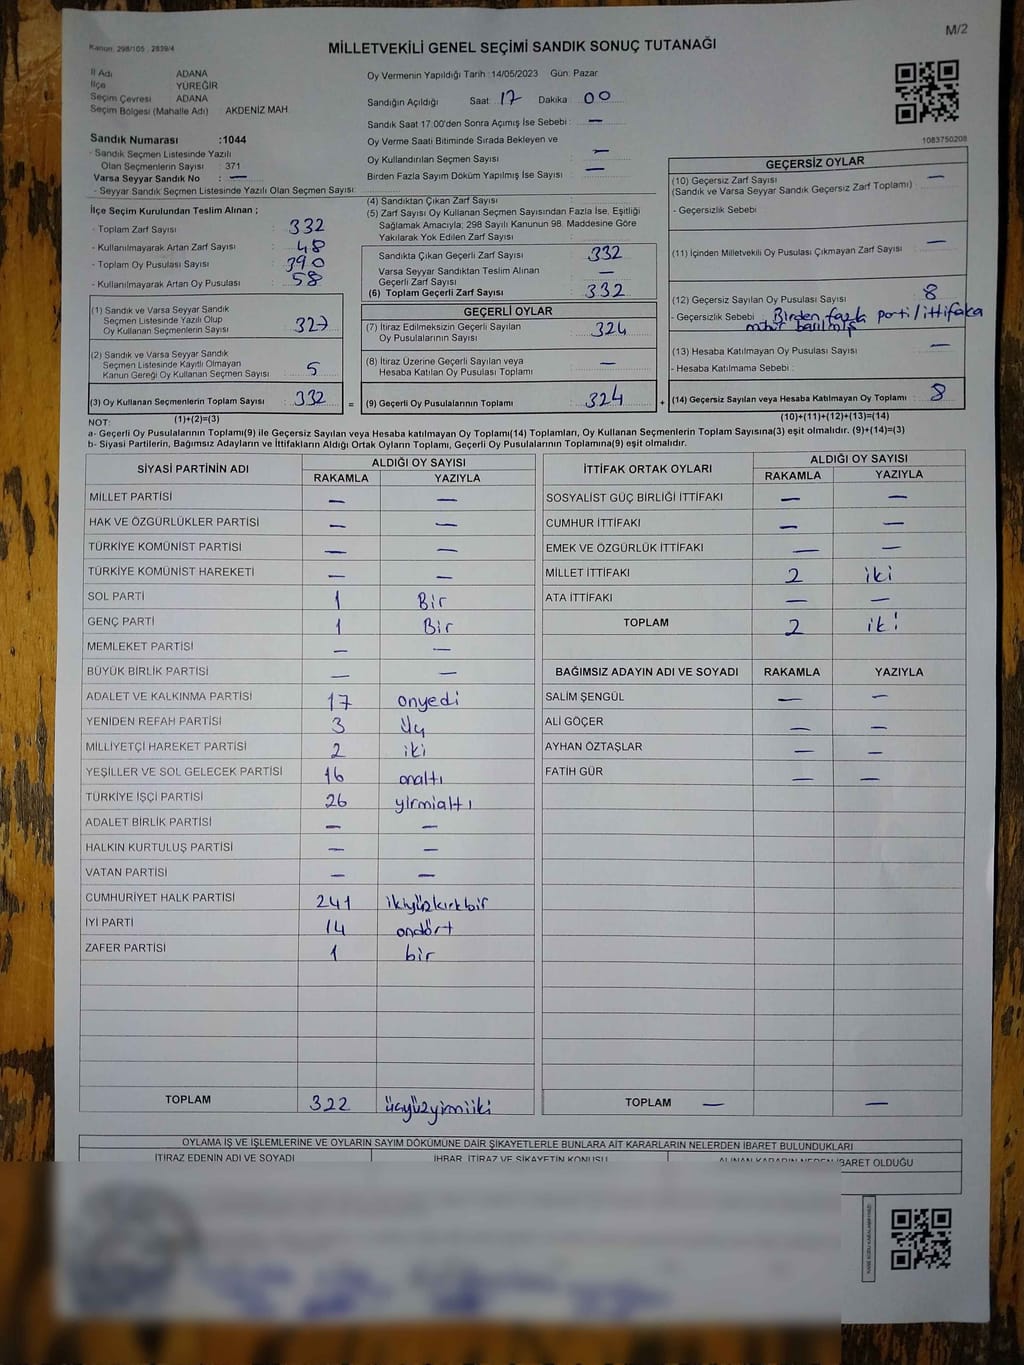 M/2
Kanun: 298/105 , 2839/4
MİLLETVEKİLİ GENEL SEÇİMİ SANDIK SONUÇ TUTANAĞI
İl Adı ADANA
İlçe YÜREĞİR
Seçim Çevresi ADANA
Seçim Bölgesi (Mahalle Adı) AKDENİZ MAH.
Oy Vermenin Yapıldığı Tarih :14/05/2023 Gün: Pazar
Sandığın Açıldığı Saat: 17 Dakika 00
Sandık Saat 17:00'den Sonra Açımış İse Sebebi : —
Oy Verme Saati Bitiminde Sırada Bekleyen ve
Oy Kullandırılan Seçmen Sayısı —
Birden Fazla Sayım Döküm Yapılmış İse Sayısı : —
1083750208
Sandık Numarası :1044
- Sandık Seçmen Listesinde Yazılı
Olan Seçmenlerin Sayısı : 371
Varsa Seyyar Sandık No : —
- Seyyar Sandık Seçmen Listesinde Yazılı Olan Seçmen Sayısı:
İlçe Seçim Kurulundan Teslim Alınan ;
- Toplam Zarf Sayısı : 332
- Kullanılmayarak Artan Zarf Sayısı : 48
- Toplam Oy Pusulası Sayısı : 390
- Kullanılmayarak Artan Oy Pusulası : 58
(1) Sandık ve Varsa Seyyar Sandık
Seçmen Listesinde Yazılı Olup
Oy Kullanan Seçmenlerin Sayısı : 327
(2) Sandık ve Varsa Seyyar Sandık
Seçmen Listesinde Kayıtlı Olmayan
Kanun Gereği Oy Kullanan Seçmen Sayısı : 5
(3) Oy Kullanan Seçmenlerin Toplam Sayısı : 332 =
(1)+(2)=(3)
(4) Sandıktan Çıkan Zarf Sayısı :
(5) Zarf Sayısı Oy Kullanan Seçmen Sayısından Fazla İse, Eşitliği
Sağlamak Amacıyla; 298 Sayılı Kanunun 98. Maddesine Göre
Yakılarak Yok Edilen Zarf Sayısı :
Sandıkta Çıkan Geçerli Zarf Sayısı : 332
Varsa Seyyar Sandıktan Teslim Alınan
Geçerli Zarf Sayısı : —
(6) Toplam Geçerli Zarf Sayısı : 332
GEÇERLİ OYLAR
(7) İtiraz Edilmeksizin Geçerli Sayılan
Oy Pusulalarının Sayısı : 324
(8) İtiraz Üzerine Geçerli Sayılan veya
Hesaba Katılan Oy Pusulası Toplamı : —
(9) Geçerli Oy Pusulalarının Toplamı : 324 +
GEÇERSİZ OYLAR
(10) Geçersiz Zarf Sayısı : —
(Sandık ve Varsa Seyyar Sandık Geçersiz Zarf Toplamı)
- Geçersizlik Sebebi
(11) İçinden Milletvekili Oy Pusulası Çıkmayan Zarf Sayısı : —
(12) Geçersiz Sayılan Oy Pusulası Sayısı : 8
- Geçersizlik Sebebi : Birden fazla parti/ittifaka
mühür basılmış
(13) Hesaba Katılmayan Oy Pusulası Sayısı : —
- Hesaba Katılmama Sebebi :
(14) Geçersiz Sayılan veya Hesaba Katılmayan Oy Toplamı : 8
(10)+(11)+(12)+(13)=(14)
NOT:
a- Geçerli Oy Pusulalarının Toplamı(9) ile Geçersiz Sayılan veya Hesaba katılmayan Oy Toplamı(14) Toplamları, Oy Kullanan Seçmenlerin Toplam Sayısına(3) eşit olmalıdır. (9)+(14)=(3)
b- Siyasi Partilerin, Bağımsız Adayların ve İttifakların Aldığı Ortak Oyların Toplamı, Geçerli Oy Pusulalarının Toplamına(9) eşit olmalıdır.
SİYASİ PARTİNİN ADI ALDIĞI OY SAYISI
RAKAMLA YAZIYLA
MİLLET PARTİSİ — —
HAK VE ÖZGÜRLÜKLER PARTİSİ — —
TÜRKİYE KOMÜNİST PARTİSİ — —
TÜRKİYE KOMÜNİST HAREKETİ — —
SOL PARTİ 1 Bir
GENÇ PARTİ 1 Bir
MEMLEKET PARTİSİ — —
BÜYÜK BİRLİK PARTİSİ — —
ADALET VE KALKINMA PARTİSİ 17 onyedi
YENİDEN REFAH PARTİSİ 3 üç
MİLLİYETÇİ HAREKET PARTİSİ 2 iki
YEŞİLLER VE SOL GELECEK PARTİSİ 16 onaltı
TÜRKİYE İŞÇİ PARTİSİ 26 yirmialtı
ADALET BİRLİK PARTİSİ — —
HALKIN KURTULUŞ PARTİSİ — —
VATAN PARTİSİ — —
CUMHURİYET HALK PARTİSİ 241 ikiyüzkırkbir
İYİ PARTİ 14 ondört
ZAFER PARTİSİ 1 bir
TOPLAM 322 üçyüzyirmiiki
İTTİFAK ORTAK OYLARI ALDIĞI OY SAYISI
RAKAMLA YAZIYLA
SOSYALİST GÜÇ BİRLİĞİ İTTİFAKI — —
CUMHUR İTTİFAKI — —
EMEK VE ÖZGÜRLÜK İTTİFAKI — —
MİLLET İTTİFAKI 2 iki
ATA İTTİFAKI — —
TOPLAM 2 iki
BAĞIMSIZ ADAYIN ADI VE SOYADI RAKAMLA YAZIYLA
SALİM ŞENGÜL — —
ALİ GÖÇER — —
AYHAN ÖZTAŞLAR — —
FATİH GÜR — —
TOPLAM — —
OYLAMA İŞ VE İŞLEMLERİNE VE OYLARIN SAYIM DÖKÜMÜNE DAİR ŞİKAYETLERLE BUNLARA AİT KARARLARIN NELERDEN İBARET BULUNDUKLARI
İTİRAZ EDENİN ADI VE SOYADI İHBAR, İTİRAZ VE ŞİKAYETİN KONUSU ALINAN KARARIN NEDEN İBARET OLDUĞU